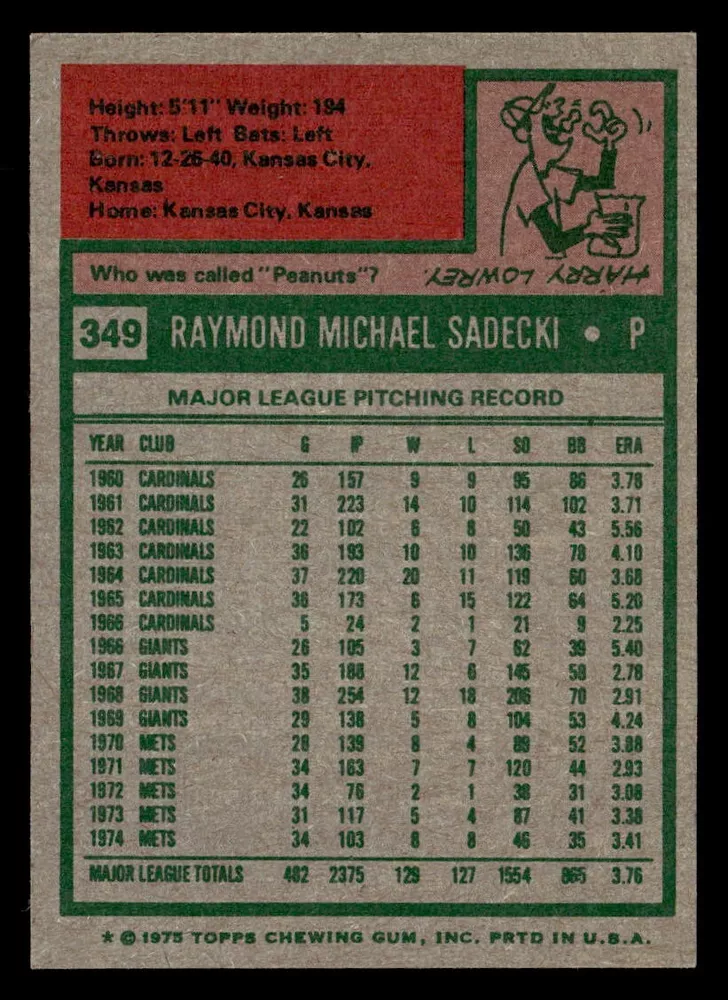 Height: 5'11" Weight: 194
Throws: Left Bats: Left
Born: 12-26-40, Kansas City,
Kansas
Home: Kansas City, Kansas
Who was called "Peanuts"?
HARRY LOWREY.
349 RAYMOND MICHAEL SADECKI • P
MAJOR LEAGUE PITCHING RECORD
YEAR CLUB G IP W L SO BB ERA
1960 CARDINALS 26 157 9 9 95 86 3.78
1961 CARDINALS 31 223 14 10 114 102 3.71
1962 CARDINALS 22 102 6 8 50 43 5.56
1963 CARDINALS 36 193 10 10 136 78 4.10
1964 CARDINALS 37 220 20 11 119 60 3.68
1965 CARDINALS 36 173 6 15 122 64 5.20
1966 CARDINALS 5 24 2 1 21 9 2.25
1966 GIANTS 26 105 3 7 62 39 5.40
1967 GIANTS 35 188 12 6 145 58 2.78
1968 GIANTS 38 254 12 18 206 70 2.91
1969 GIANTS 29 138 5 8 104 53 4.24
1970 METS 28 139 8 4 89 52 3.88
1971 METS 34 163 7 7 120 44 2.93
1972 METS 34 76 2 1 38 31 3.08
1973 METS 31 117 5 4 87 41 3.38
1974 METS 34 103 8 8 46 35 3.41
MAJOR LEAGUE TOTALS 482 2375 129 127 1554 865 3.76
* © 1975 TOPPS CHEWING GUM, INC. PRTD IN U.S.A.